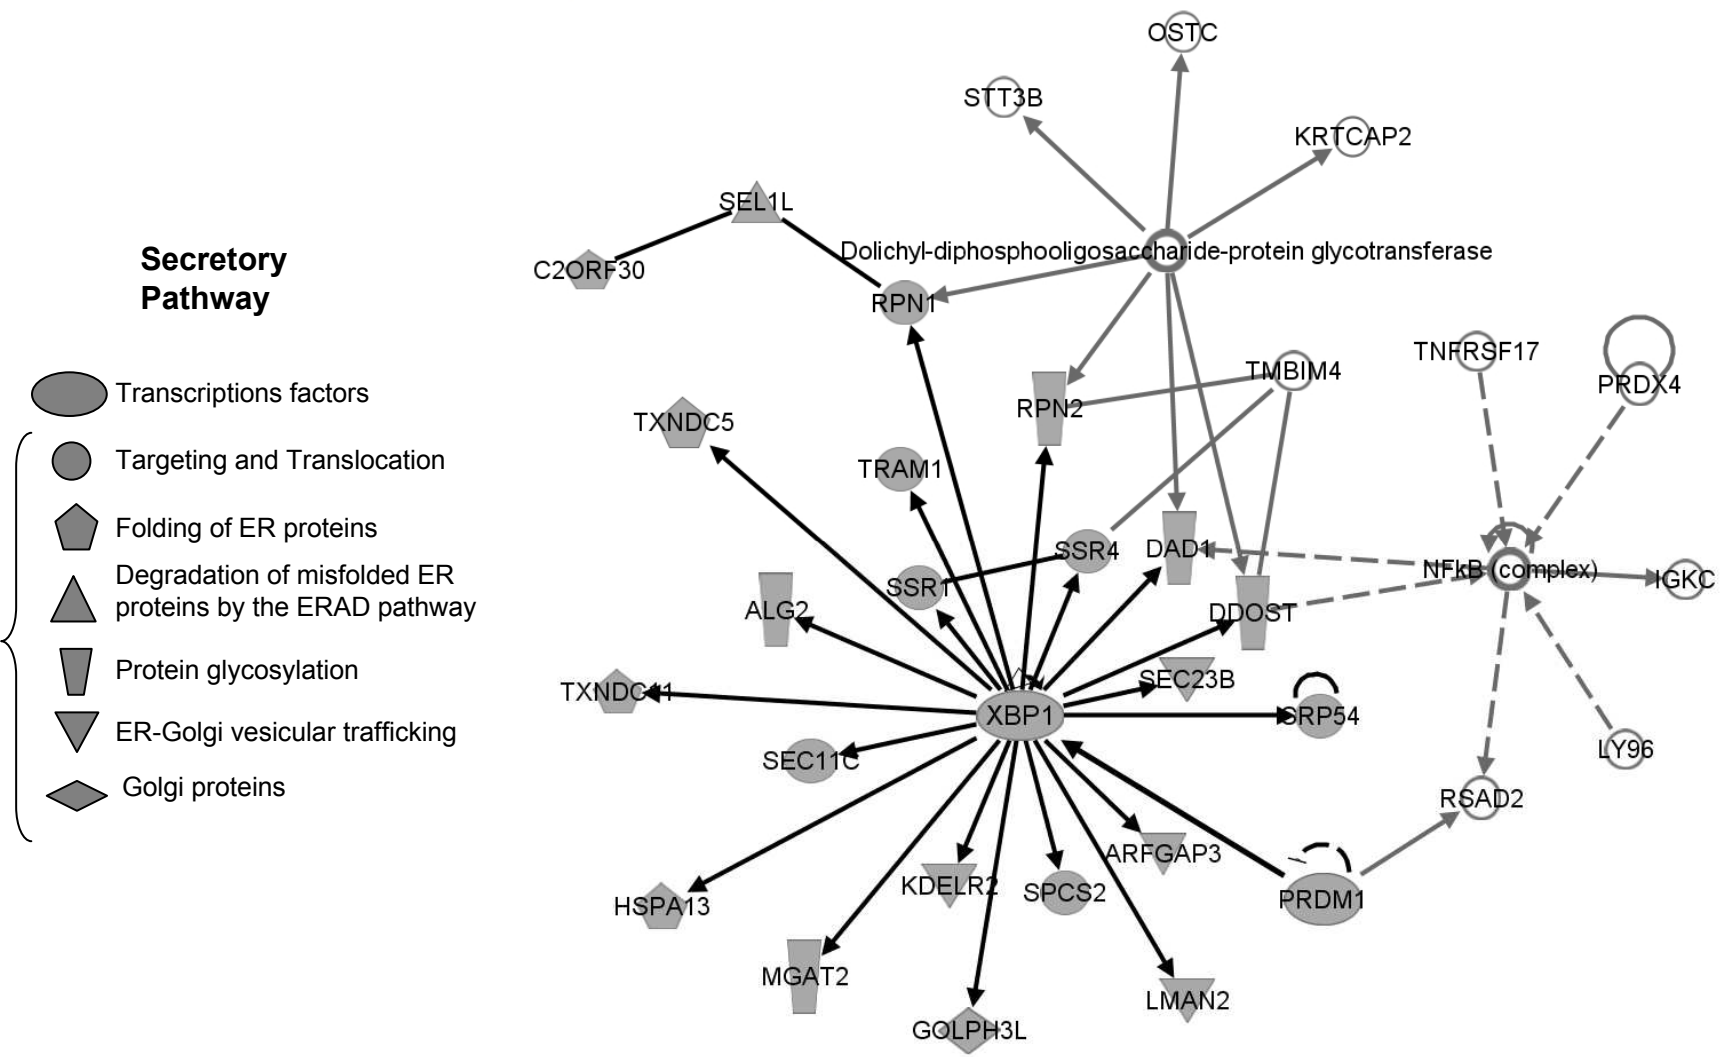 Secretory
Pathway
Transcriptions factors
Targeting and Translocation
Folding of ER proteins
Degradation of misfolded ER
proteins by the ERAD pathway
Protein glycosylation
ER-Golgi vesicular trafficking
Golgi proteins
OSTC
STT3B
KRTCAP2
SEL1L
Dolichyl-diphosphooligosaccharide-protein glycotransferase
C2ORF30
RPN1
TNFRSF17
TMBIM4
PRDX4
RPN2
TXNDC5
TRAM1
SSR4
DAD1
NFkB (complex)
IGKC
SSR1
ALG2
DDOST
SEC23B
TXNDC11
XBP1
SRP54
LY96
SEC11C
RSAD2
ARFGAP3
KDELR2
SPCS2
PRDM1
HSPA13
MGAT2
LMAN2
GOLPH3L